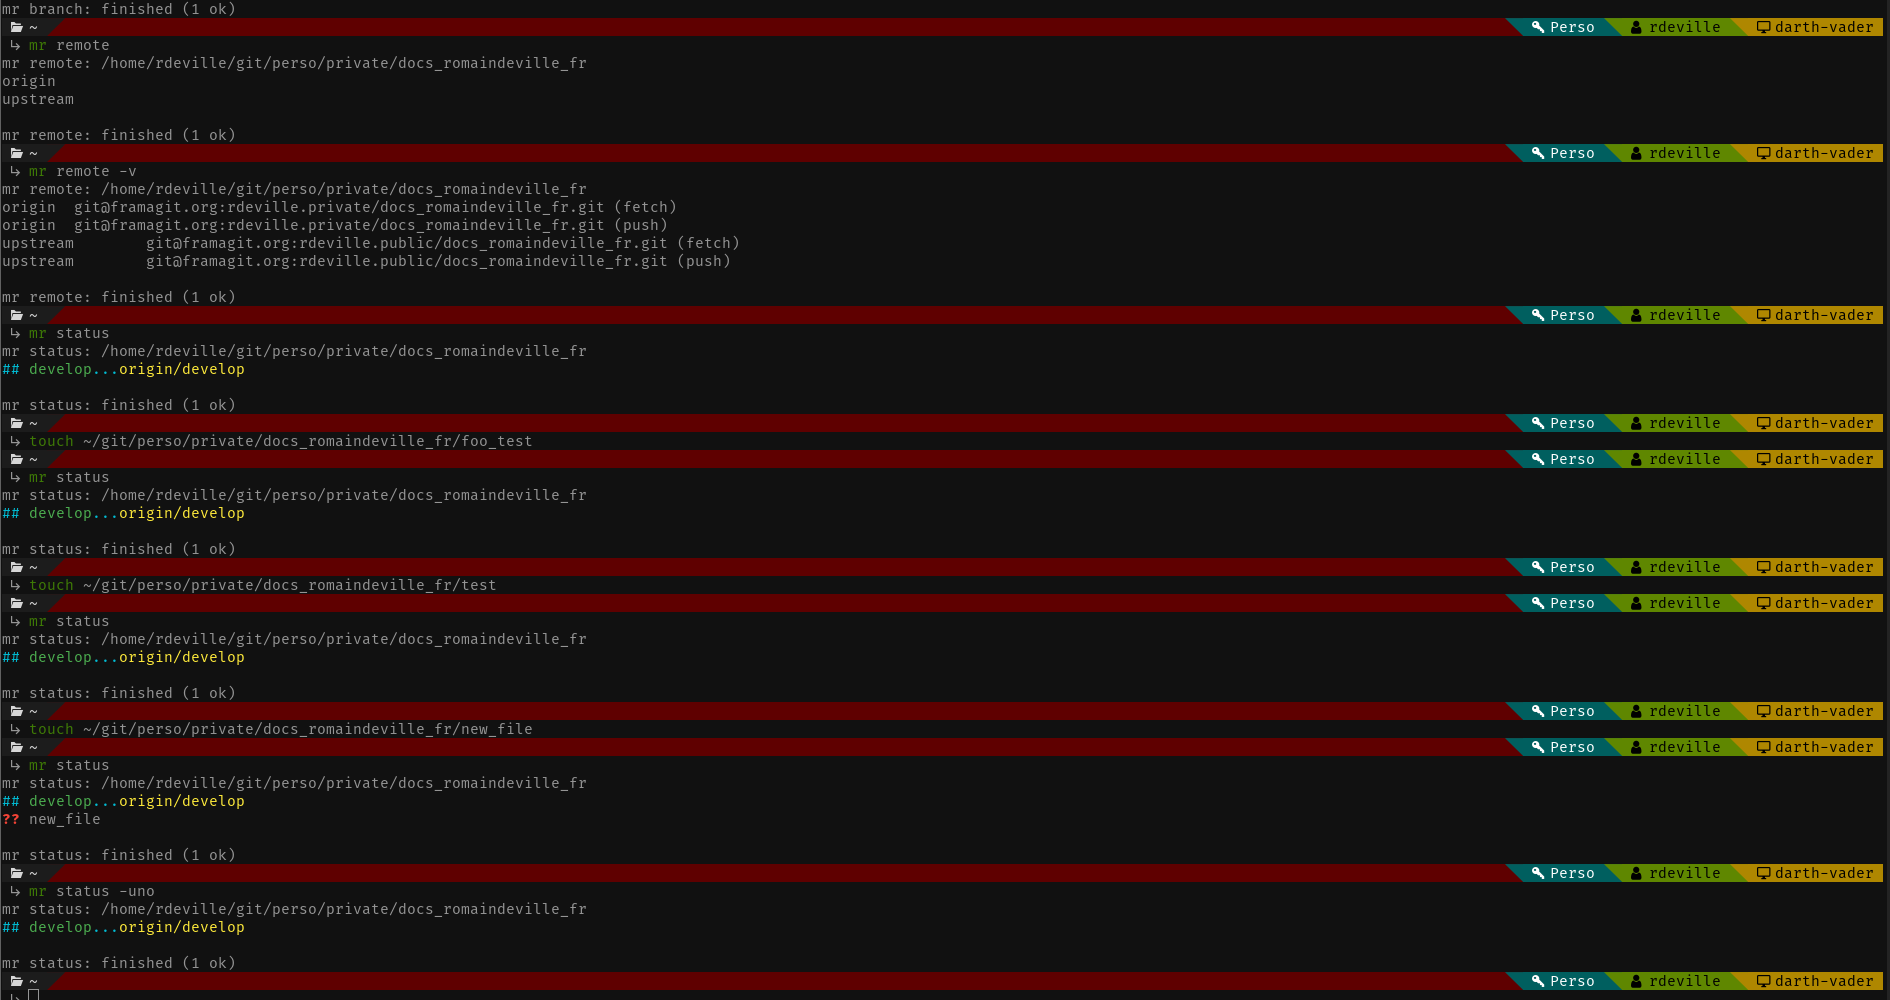 mr branch: finished (1 ok)
~ Perso rdeville darth-vader
↳ mr remote
mr remote: /home/rdeville/git/perso/private/docs_romaindeville_fr
origin
upstream
mr remote: finished (1 ok)
~ Perso rdeville darth-vader
↳ mr remote -v
mr remote: /home/rdeville/git/perso/private/docs_romaindeville_fr
origin  git@framagit.org:rdeville.private/docs_romaindeville_fr.git (fetch)
origin  git@framagit.org:rdeville.private/docs_romaindeville_fr.git (push)
upstream        git@framagit.org:rdeville.public/docs_romaindeville_fr.git (fetch)
upstream        git@framagit.org:rdeville.public/docs_romaindeville_fr.git (push)
mr remote: finished (1 ok)
~ Perso rdeville darth-vader
↳ mr status
mr status: /home/rdeville/git/perso/private/docs_romaindeville_fr
## develop...origin/develop
mr status: finished (1 ok)
~ Perso rdeville darth-vader
↳ touch ~/git/perso/private/docs_romaindeville_fr/foo_test
~ Perso rdeville darth-vader
↳ mr status
mr status: /home/rdeville/git/perso/private/docs_romaindeville_fr
## develop...origin/develop
mr status: finished (1 ok)
~ Perso rdeville darth-vader
↳ touch ~/git/perso/private/docs_romaindeville_fr/test
~ Perso rdeville darth-vader
↳ mr status
mr status: /home/rdeville/git/perso/private/docs_romaindeville_fr
## develop...origin/develop
mr status: finished (1 ok)
~ Perso rdeville darth-vader
↳ touch ~/git/perso/private/docs_romaindeville_fr/new_file
~ Perso rdeville darth-vader
↳ mr status
mr status: /home/rdeville/git/perso/private/docs_romaindeville_fr
## develop...origin/develop
?? new_file
mr status: finished (1 ok)
~ Perso rdeville darth-vader
↳ mr status -uno
mr status: /home/rdeville/git/perso/private/docs_romaindeville_fr
## develop...origin/develop
mr status: finished (1 ok)
~ Perso rdeville darth-vader
↳